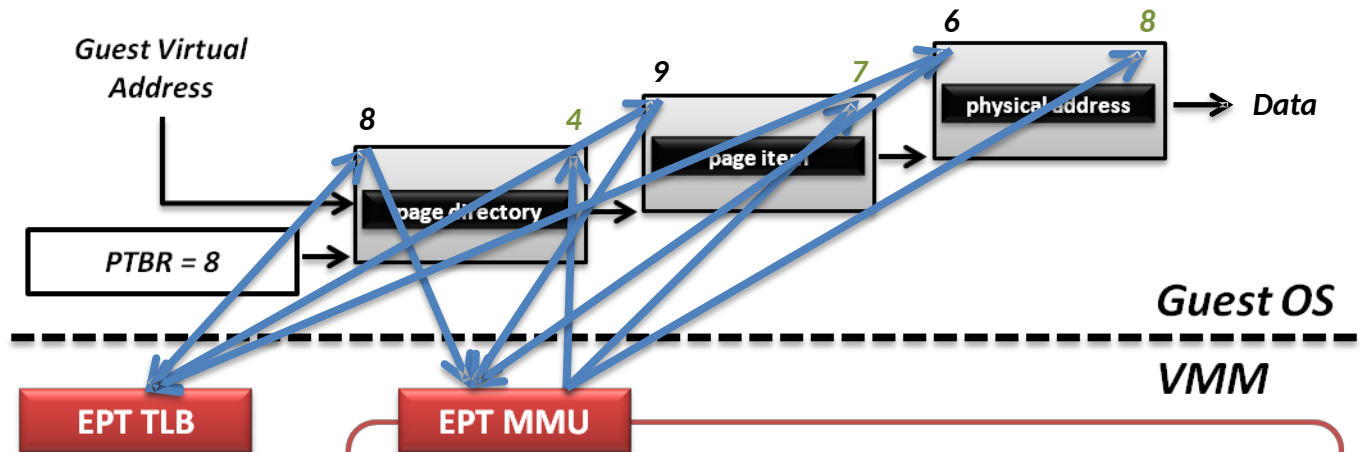 6 8
Guest Virtual
Address
9 7
physical address
Data
8 4
page item
page directory
PTBR = 8
Guest OS
VMM
EPT TLB
EPT MMU